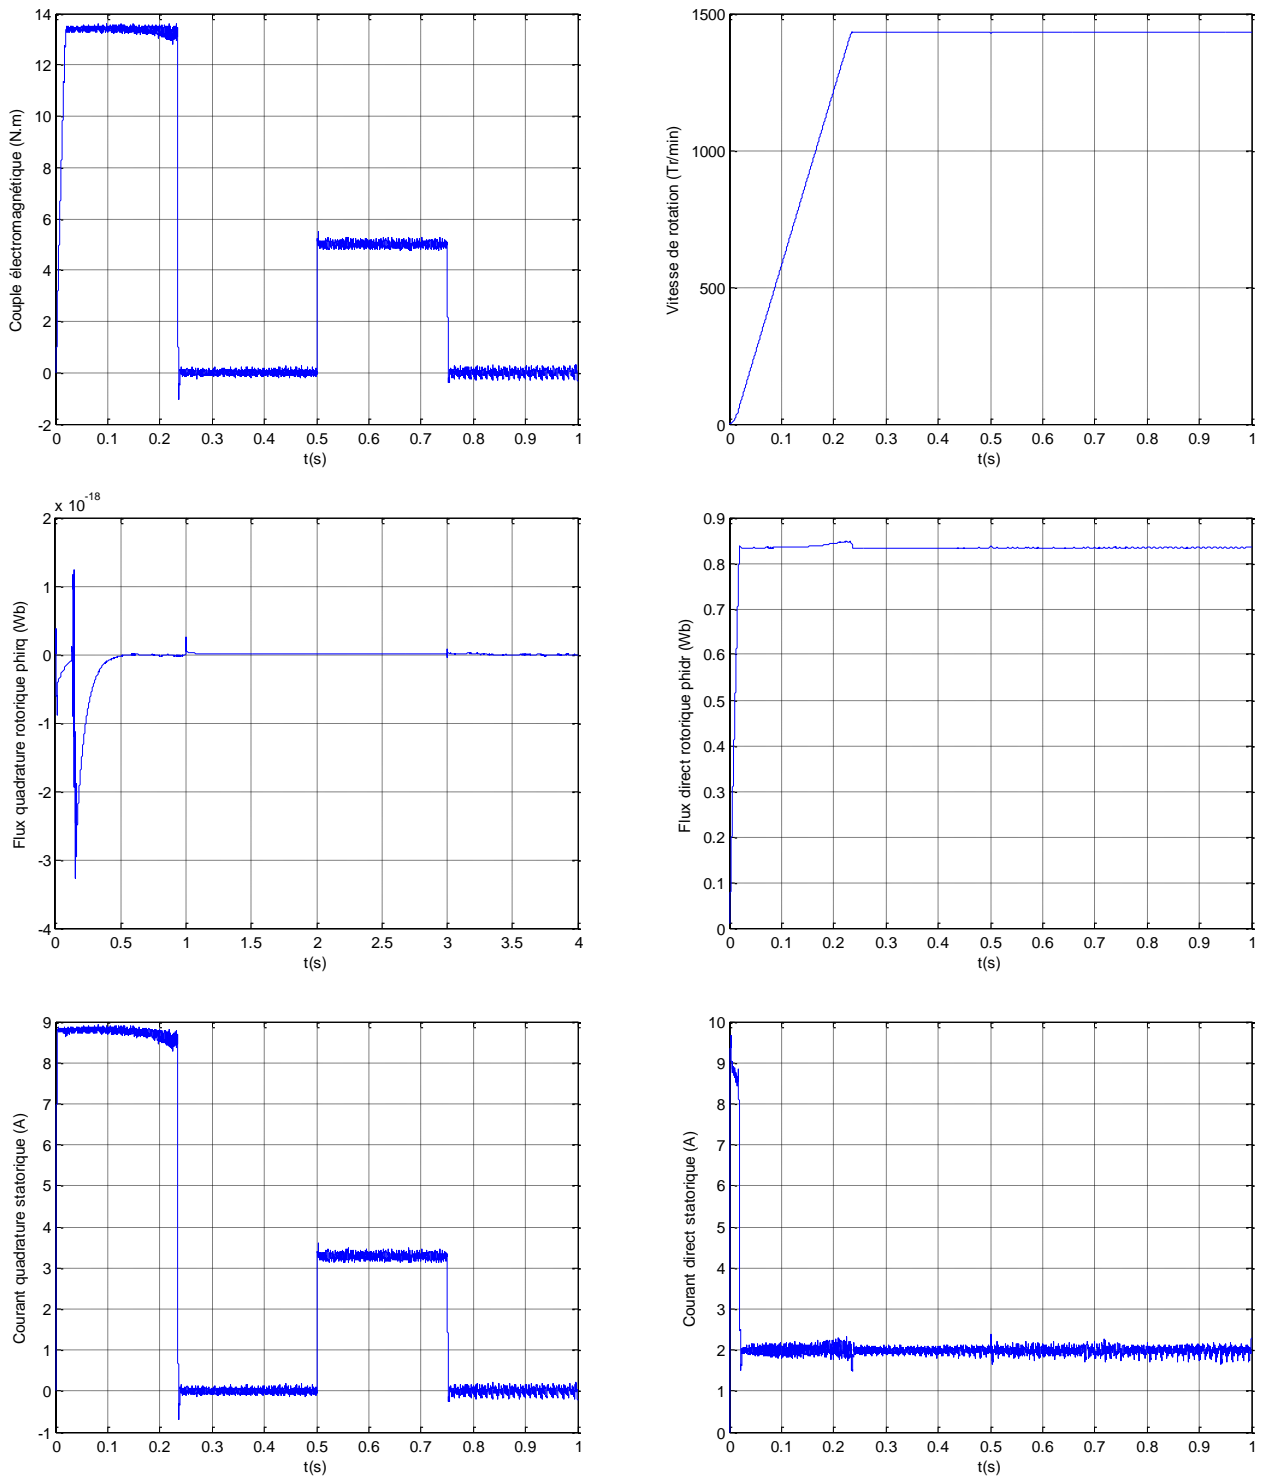 14
12
10
8
6
4
2
0
-2
Couple électromagnétique (N.m)
0 0.1 0.2 0.3 0.4 0.5 0.6 0.7 0.8 0.9 1
t(s)
1500
1000
500
0
Vitesse de rotation (Tr/min)
0 0.1 0.2 0.3 0.4 0.5 0.6 0.7 0.8 0.9 1
t(s)
x 10^-18
2
1
0
-1
-2
-3
-4
Flux quadrature rotorique phirq (Wb)
0 0.5 1 1.5 2 2.5 3 3.5 4
t(s)
0.9
0.8
0.7
0.6
0.5
0.4
0.3
0.2
0.1
0
Flux direct rotorique phidr (Wb)
0 0.1 0.2 0.3 0.4 0.5 0.6 0.7 0.8 0.9 1
t(s)
9
8
7
6
5
4
3
2
1
0
-1
Courant quadrature statorique (A)
0 0.1 0.2 0.3 0.4 0.5 0.6 0.7 0.8 0.9 1
t(s)
10
9
8
7
6
5
4
3
2
1
0
Courant direct statorique (A)
0 0.1 0.2 0.3 0.4 0.5 0.6 0.7 0.8 0.9 1
t(s)